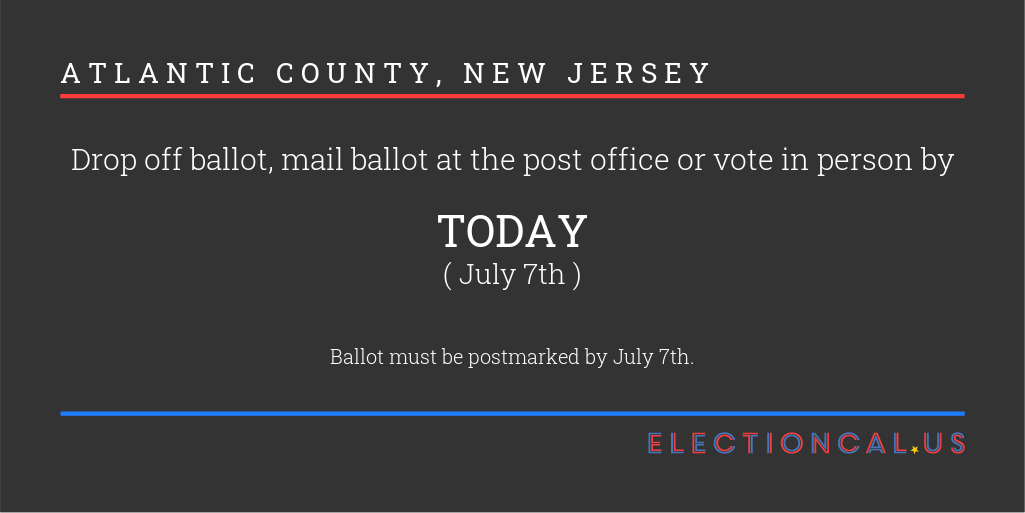 ATLANTIC COUNTY, NEW JERSEY
Drop off ballot, mail ballot at the post office or vote in person by
TODAY
( July 7th )
Ballot must be postmarked by July 7th.
ELECTIONCAL.US